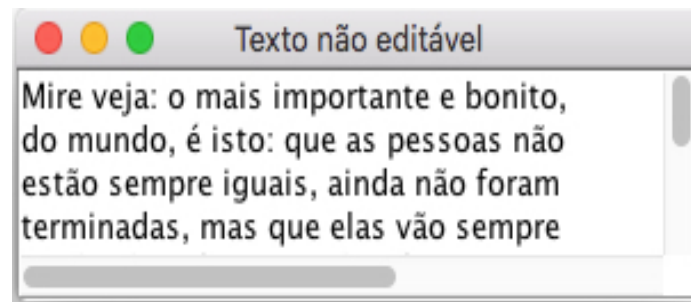 Texto não editável
Mire veja: o mais importante e bonito,
do mundo, é isto: que as pessoas não
estão sempre iguais, ainda não foram
terminadas, mas que elas vão sempre